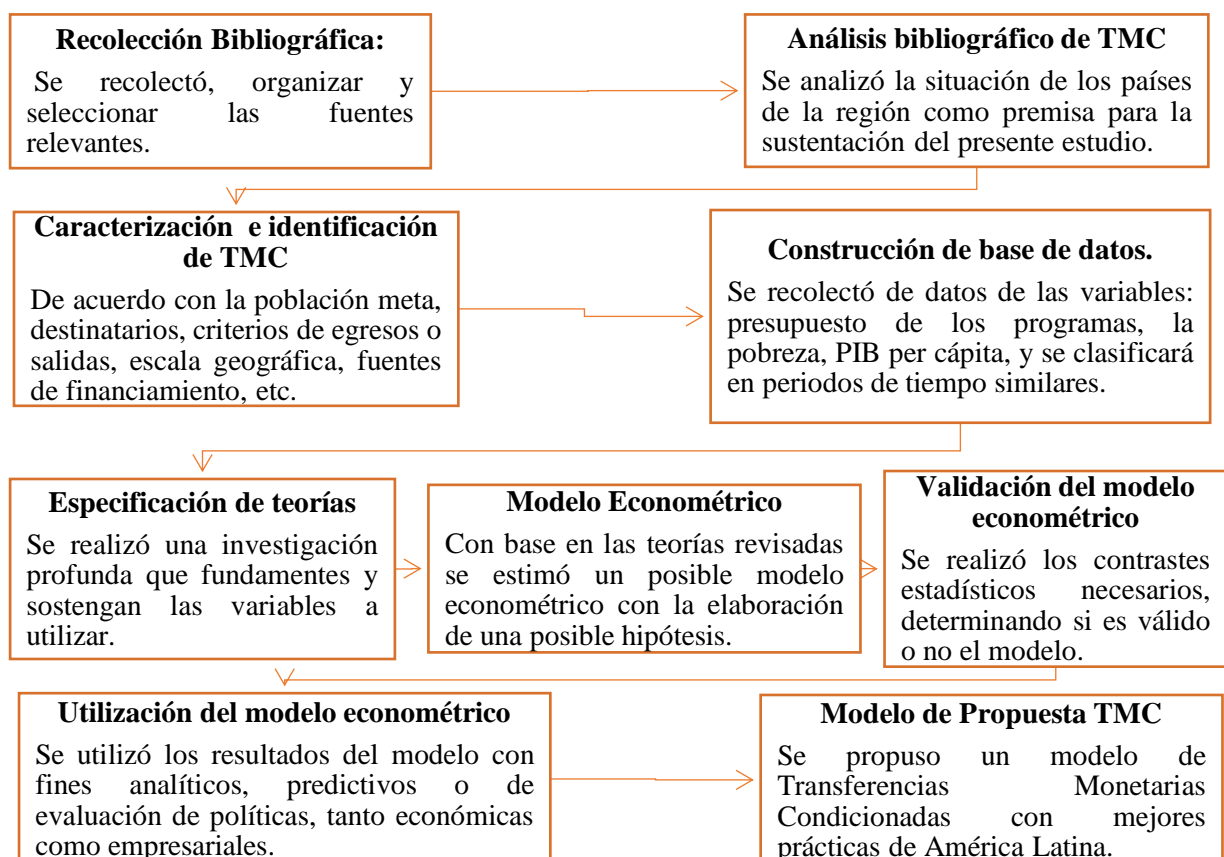 Recolección Bibliográfica:
Se recolectó, organizar y
seleccionar las fuentes
relevantes.
Análisis bibliográfico de TMC
Se analizó la situación de los países
de la región como premisa para la
sustentación del presente estudio.
Caracterización e identificación
de TMC
De acuerdo con la población meta,
destinatarios, criterios de egresos o
salidas, escala geográfica, fuentes
de financiamiento, etc.
Construcción de base de datos.
Se recolectó de datos de las variables:
presupuesto de los programas, la
pobreza, PIB per cápita, y se clasificará
en periodos de tiempo similares.
Especificación de teorías
Se realizó una investigación
profunda que fundamentes y
sostengan las variables a
utilizar.
Modelo Econométrico
Con base en las teorías revisadas
se estimó un posible modelo
econométrico con la elaboración
de una posible hipótesis.
Validación del modelo
econométrico
Se realizó los contrastes
estadísticos necesarios,
determinando si es válido
o no el modelo.
Utilización del modelo econométrico
Se utilizó los resultados del modelo con
fines analíticos, predictivos o de
evaluación de políticas, tanto económicas
como empresariales.
Modelo de Propuesta TMC
Se propuso un modelo de
Transferencias Monetarias
Condicionadas con mejores
prácticas de América Latina.